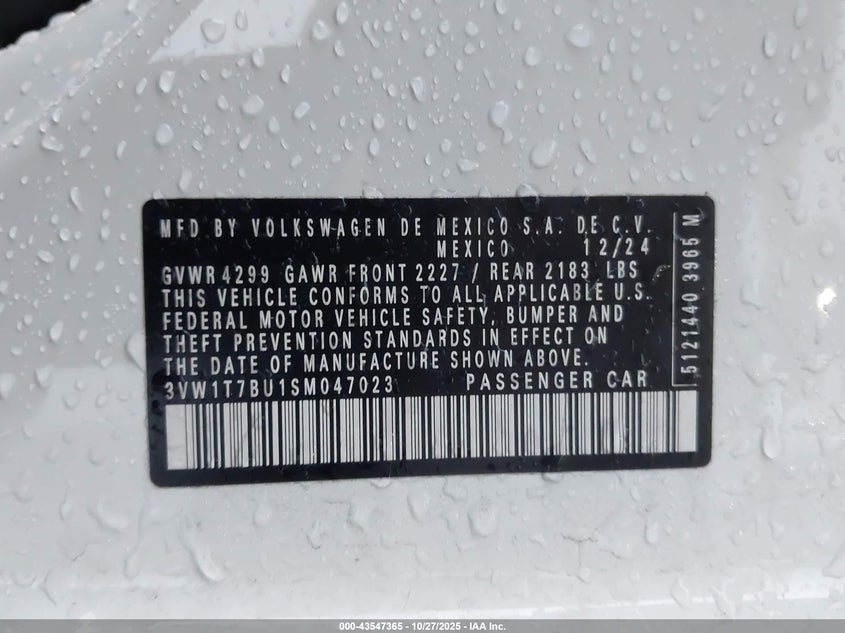 MFD BY VOLKSWAGEN DE MEXICO S.A. DE C.V.
MEXICO 12/24
GVWR 4299 GAWR FRONT 2227 / REAR 2183 LBS
THIS VEHICLE CONFORMS TO ALL APPLICABLE U.S.
FEDERAL MOTOR VEHICLE SAFETY, BUMPER AND
THEFT PREVENTION STANDARDS IN EFFECT ON
THE DATE OF MANUFACTURE SHOWN ABOVE.
3VW1T7BU1SM047023 PASSENGER CAR
5121440 3965 M
000-43547365 - 10/27/2025 - IAA Inc.